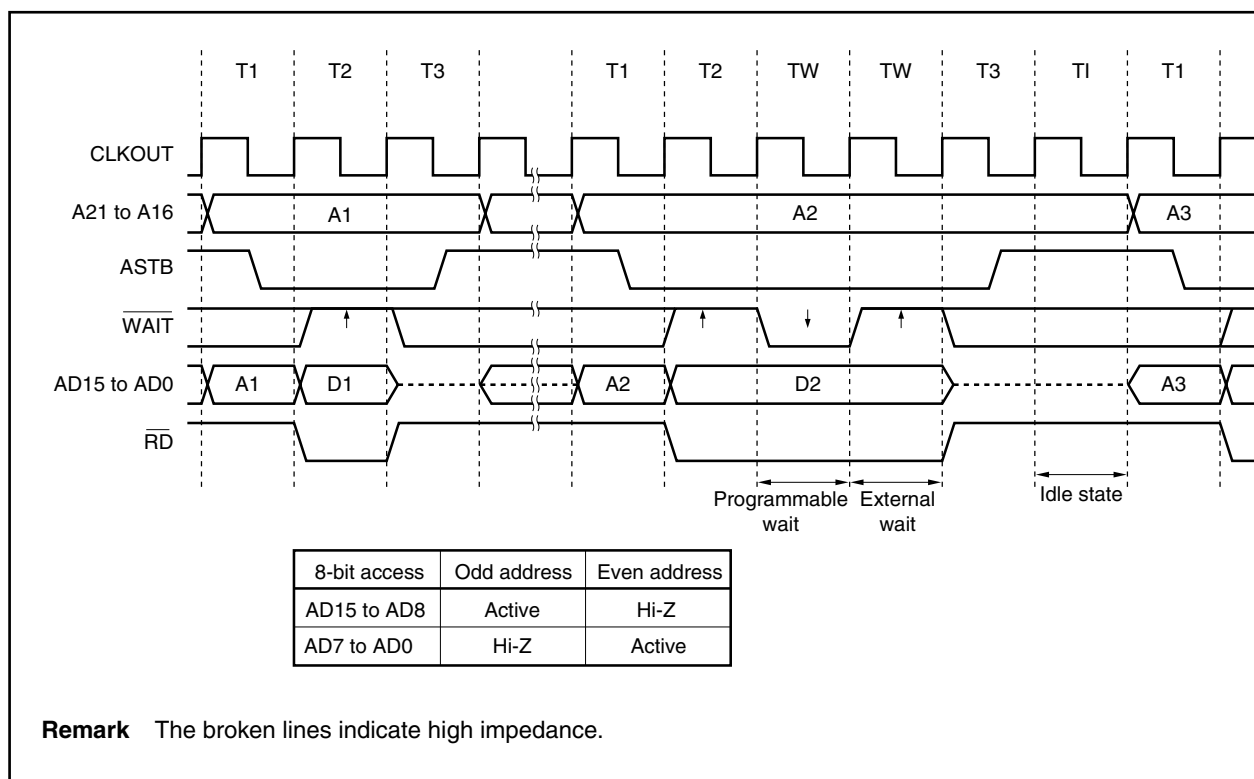 T1 T2 T3 T1 T2 TW TW T3 TI T1
CLKOUT
A21 to A16 A1 A2 A3
ASTB
WAIT
AD15 to AD0 A1 D1 A2 D2 A3
RD
Programmable wait
External wait
Idle state
8-bit access Odd address Even address
AD15 to AD8 Active Hi-Z
AD7 to AD0 Hi-Z Active
Remark The broken lines indicate high impedance.